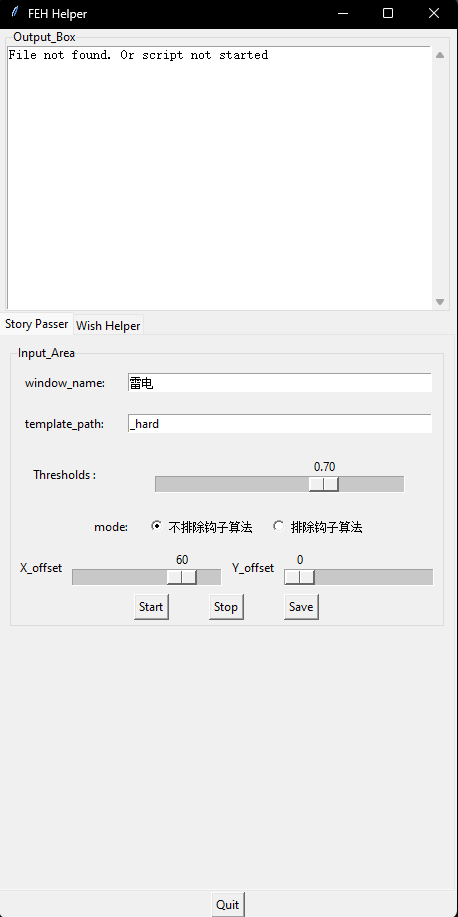 FEH Helper
Output_Box
File not found. Or script not started
Story Passer Wish Helper
Input_Area
window_name: 雷电
template_path: _hard
0.70
Thresholds :
mode: 不排除钩子算法 排除钩子算法
60 0
X_offset Y_offset
Start Stop Save
Quit